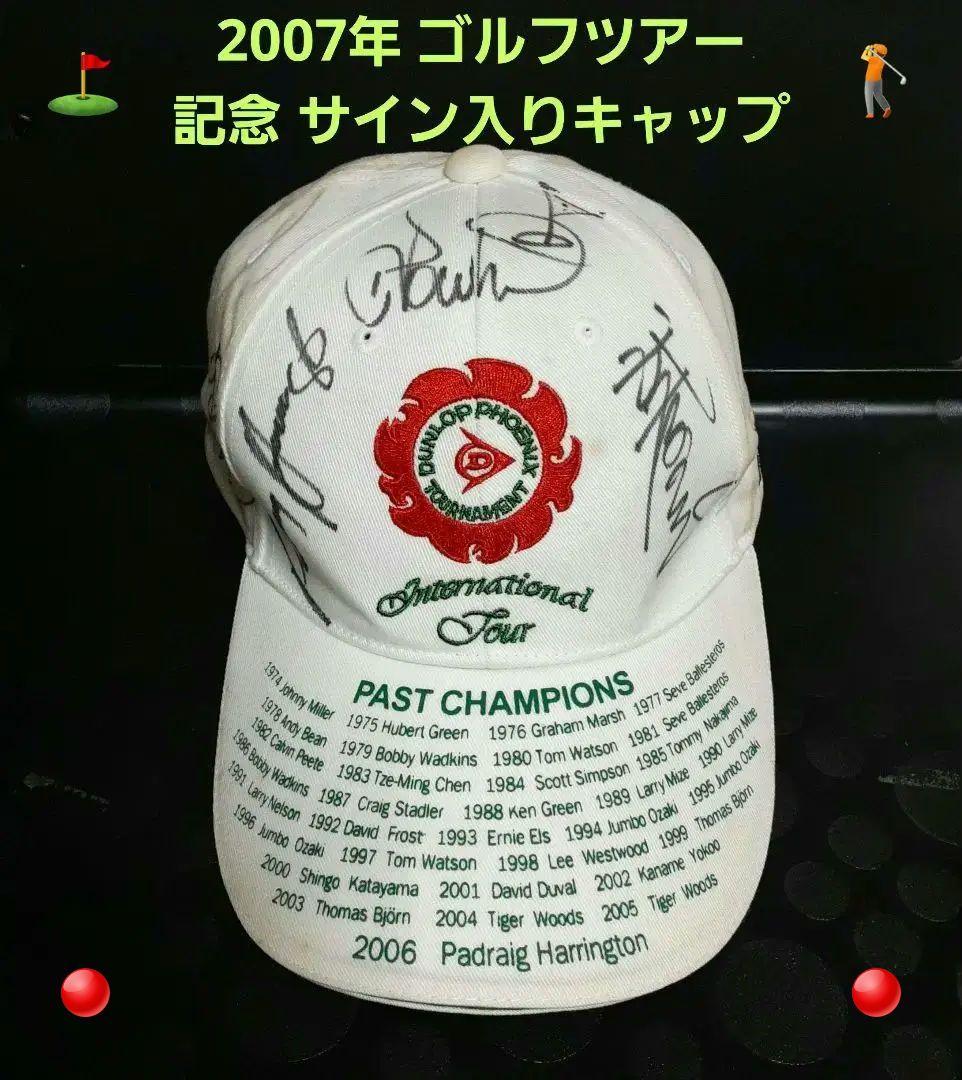 2007年 ゴルフツアー
記念 サイン入りキャップ
DUNLOP PHOENIX
TOURNAMENT
D
International
Tour
PAST CHAMPIONS
1974 Johnny Miller 1975 Hubert Green 1976 Graham Marsh 1977 Seve Ballesteros
1978 Andy Bean 1979 Bobby Wadkins 1980 Tom Watson 1981 Seve Ballesteros
1982 Calvin Peete 1983 Tze-Ming Chen 1984 Scott Simpson 1985 Tommy Nakajima
1986 Bobby Wadkins 1987 Craig Stadler 1988 Ken Green 1989 Larry Mize 1990 Larry Mize
1991 Larry Nelson 1992 David Frost 1993 Ernie Els 1994 Jumbo Ozaki 1995 Jumbo Ozaki
1996 Jumbo Ozaki 1997 Tom Watson 1998 Lee Westwood 1999 Thomas Björn
2000 Shingo Katayama 2001 David Duval 2002 Kaname Yokoo
2003 Thomas Björn 2004 Tiger Woods 2005 Tiger Woods
2006 Padraig Harrington